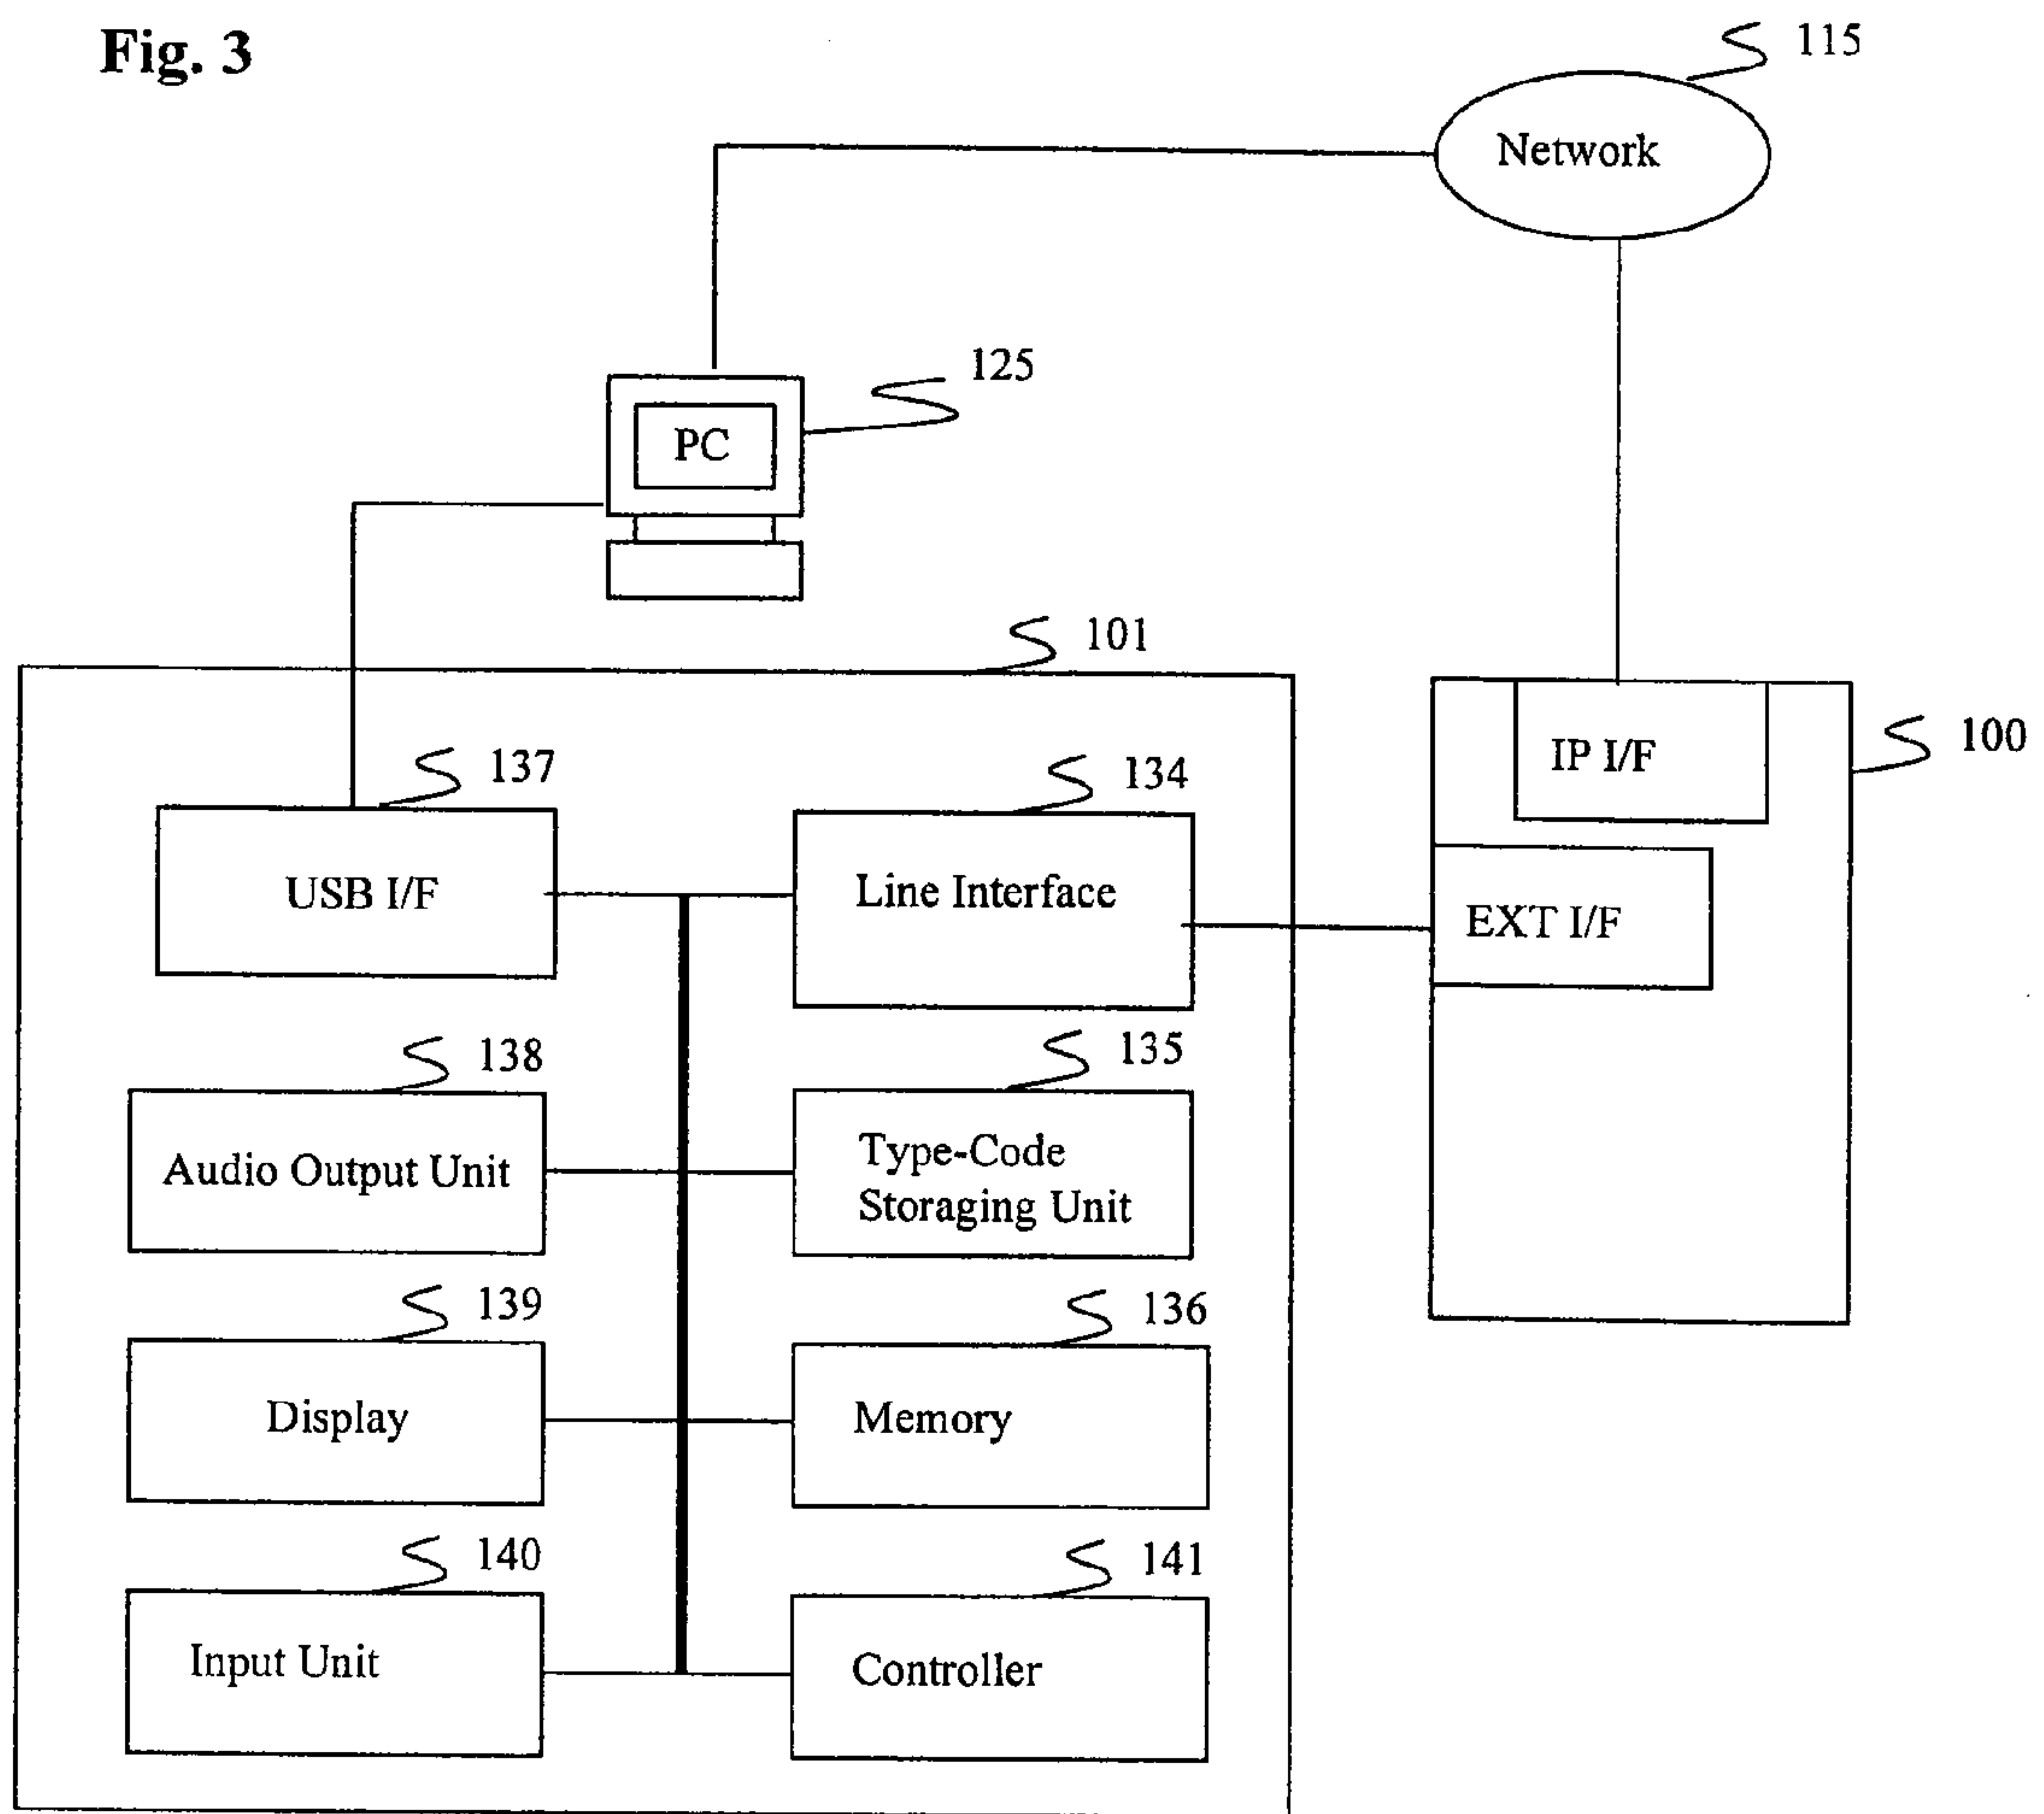 Fig. 3
115
Network
125
PC
101
100
IP I/F
137
134
USB I/F
Line Interface
EXT I/F
138
135
Audio Output Unit
Type-Code
Storaging Unit
139
136
Display
Memory
140
141
Input Unit
Controller